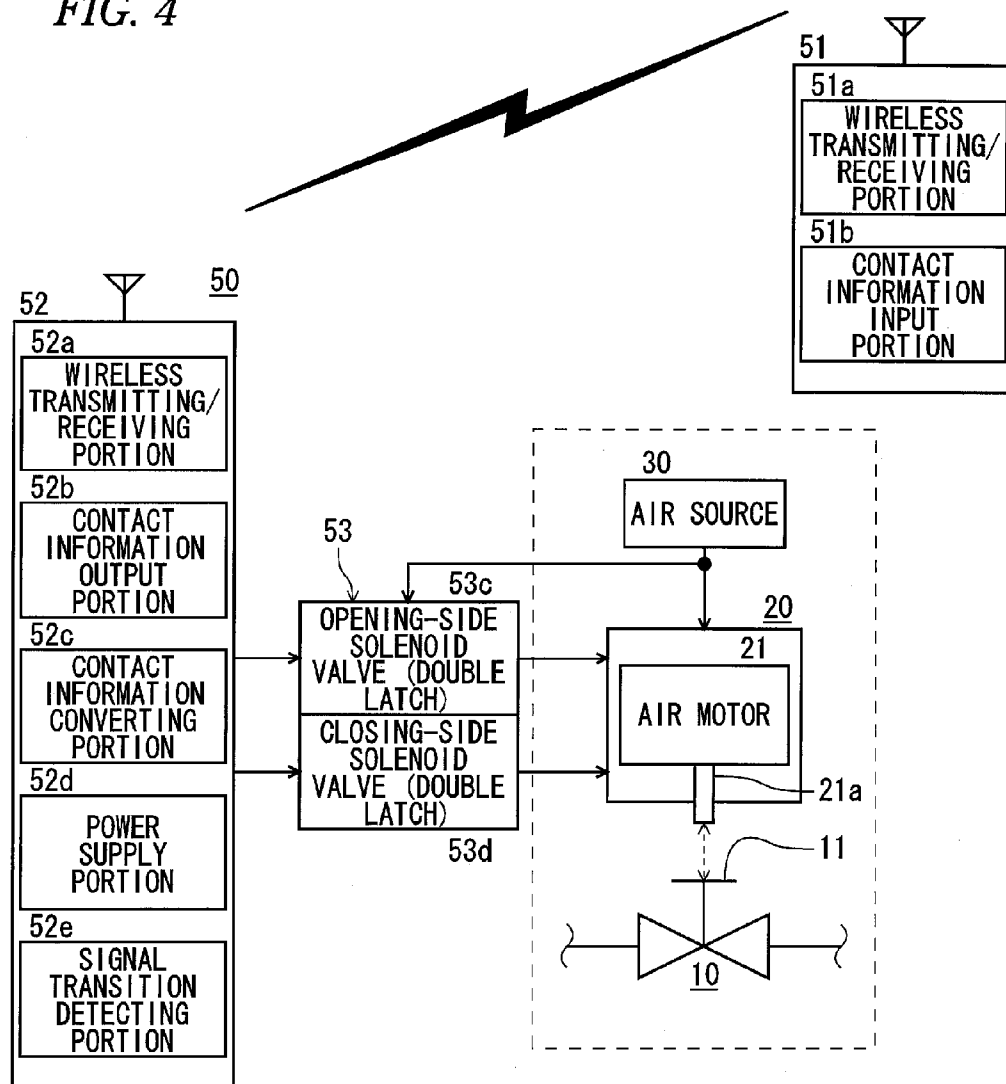 FIG. 4
51
51a
WIRELESS
TRANSMITTING/
RECEIVING
PORTION
51b
CONTACT
INFORMATION
INPUT
PORTION
50
52
52a
WIRELESS
TRANSMITTING/
RECEIVING
PORTION
52b
CONTACT
INFORMATION
OUTPUT
PORTION
52c
CONTACT
INFORMATION
CONVERTING
PORTION
52d
POWER
SUPPLY
PORTION
52e
SIGNAL
TRANSITION
DETECTING
PORTION
53
53c
OPENING-SIDE
SOLENOID
VALVE (DOUBLE
LATCH)
CLOSING-SIDE
SOLENOID
VALVE (DOUBLE
LATCH)
53d
30
AIR SOURCE
20
21
AIR MOTOR
21a
11
10